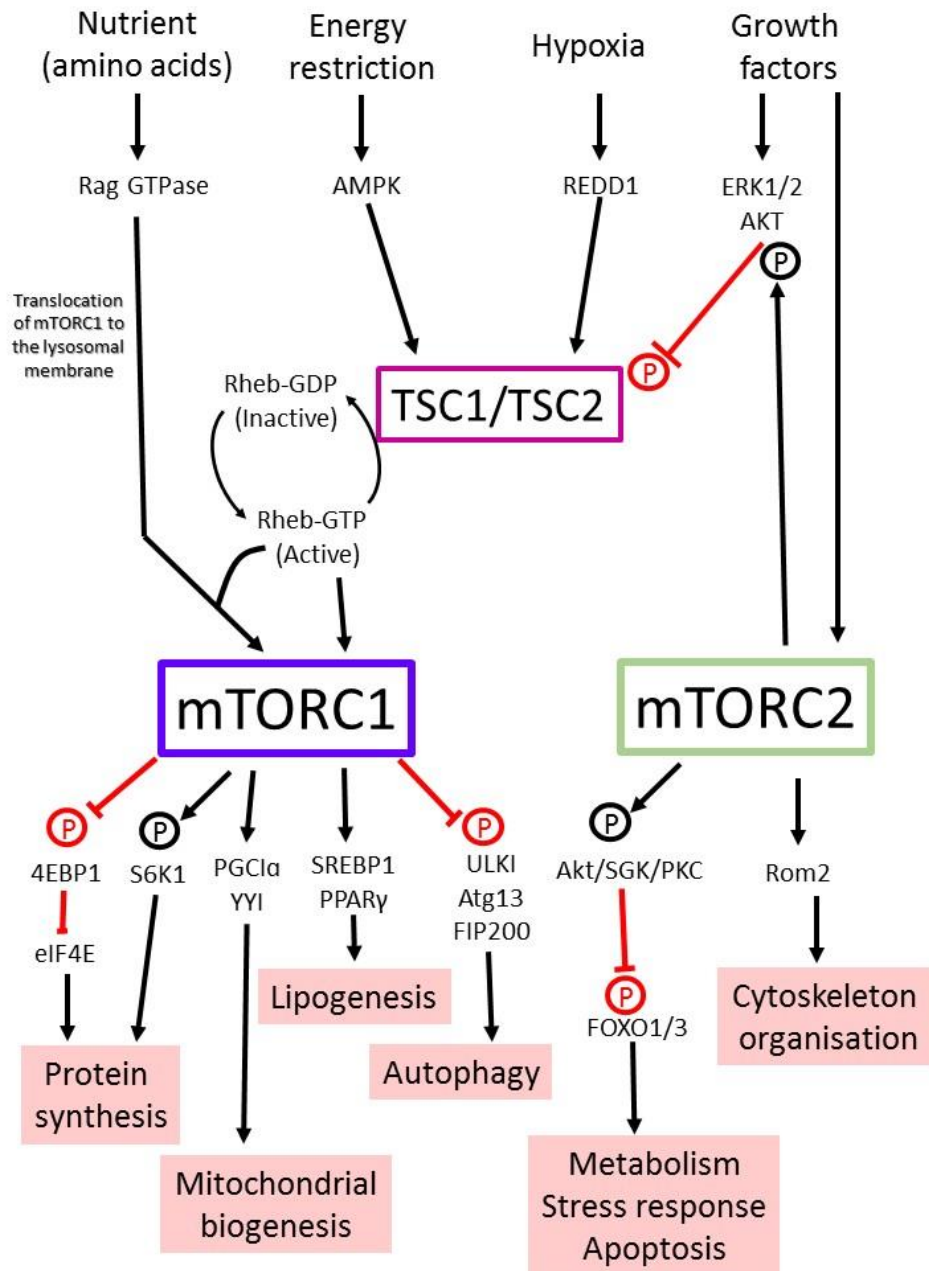 Nutrient
(amino acids)
Energy
restriction
Hypoxia
Growth
factors
Rag GTPase
AMPK
REDD1
ERK1/2
AKT
P
Translocation
of mTORC1 to
the lysosomal
membrane
P
TSC1/TSC2
Rheb-GDP
(Inactive)
Rheb-GTP
(Active)
mTORC1
mTORC2
P
P
P
P
4EBP1
S6K1
PGCIα
YYI
SREBP1
PPARγ
ULKI
Atg13
FIP200
Akt/SGK/PKC
Rom2
eIF4E
P
FOXO1/3
Lipogenesis
Cytoskeleton
organisation
Protein
synthesis
Autophagy
Mitochondrial
biogenesis
Metabolism
Stress response
Apoptosis